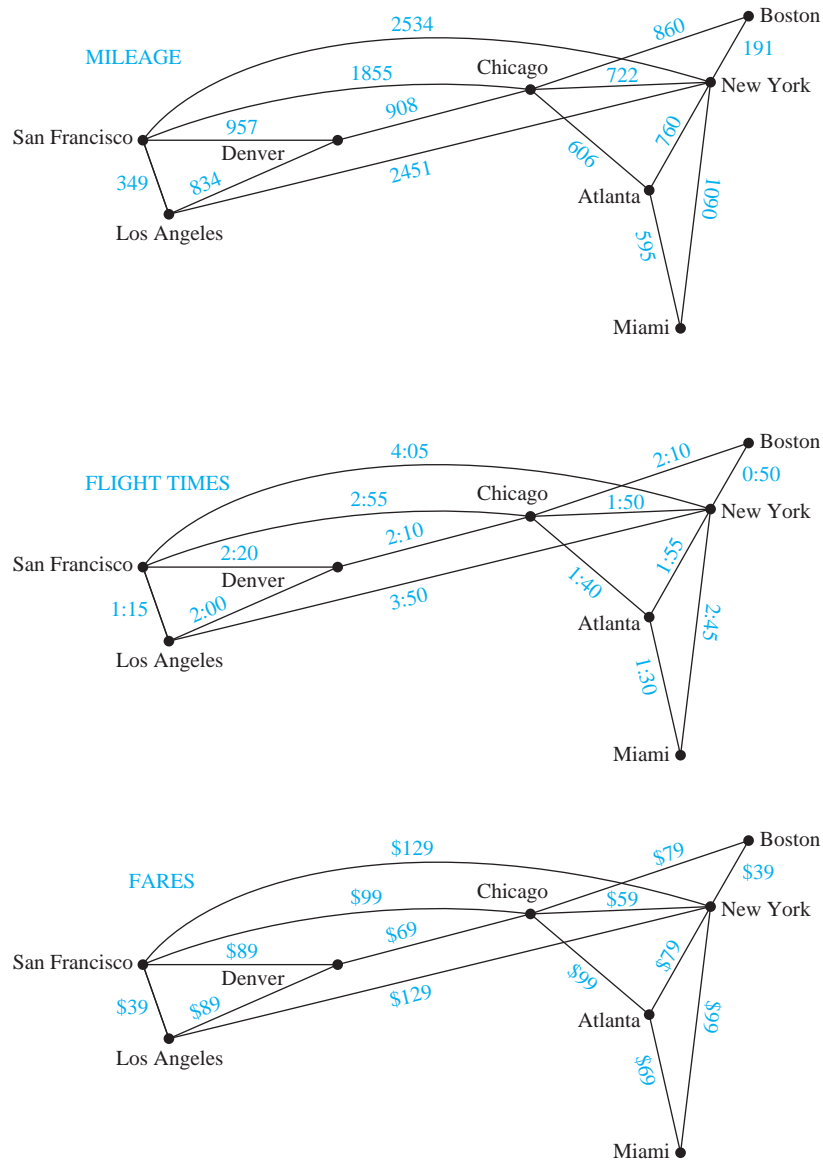 2534
860
Boston
MILEAGE
191
1855
Chicago
722
New York
908
San Francisco
957
Denver
760
606
349
834
2451
Atlanta
1090
Los Angeles
595
Miami
4:05
2:10
Boston
FLIGHT TIMES
0:50
2:55
Chicago
1:50
New York
2:10
San Francisco
2:20
Denver
1:55
1:40
1:15
2:00
3:50
Atlanta
2:45
Los Angeles
1:30
Miami
$129
$79
Boston
FARES
$39
$99
Chicago
$59
New York
$69
San Francisco
$89
Denver
$79
$99
$39
$89
$129
Atlanta
$99
Los Angeles
$69
Miami